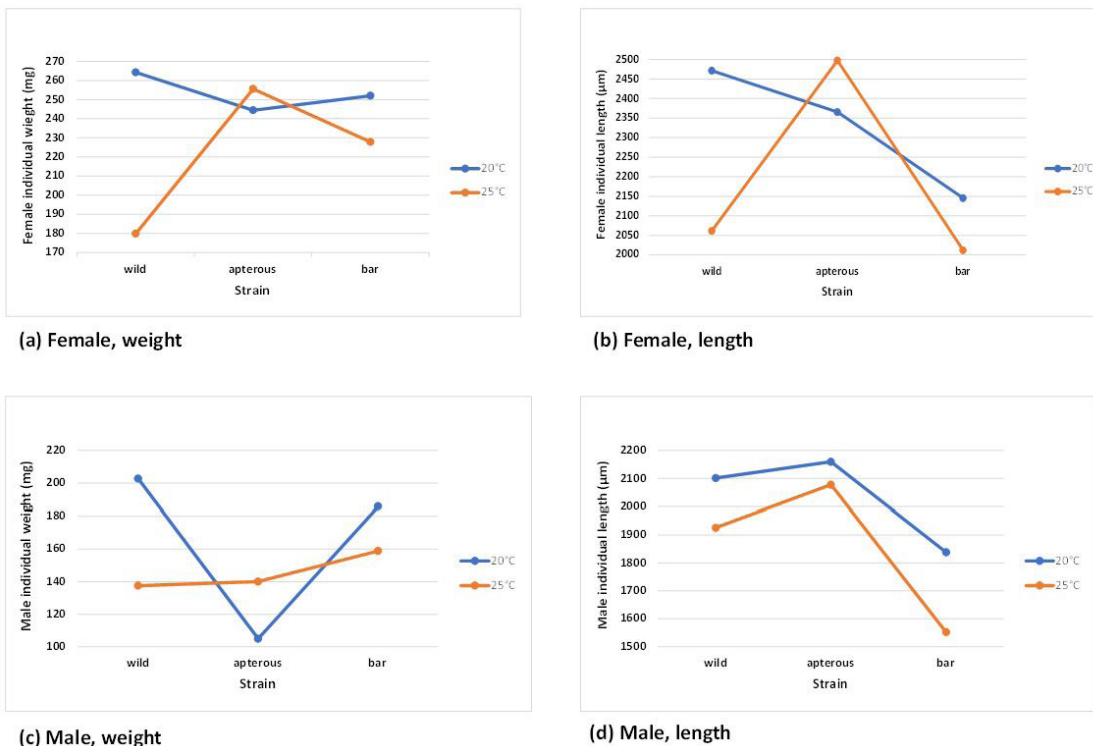 270
260
250
240
230
220
210
200
190
180
170
Female individual wieght (mg)
wild apterous bar
Strain
20°C
25°C
(a) Female, weight
2500
2450
2400
2350
2300
2250
2200
2150
2100
2050
2000
Female individual length (µm)
wild apterous bar
Strain
20°C
25°C
(b) Female, length
220
200
180
160
140
120
100
Male individual weight (mg)
wild apterous bar
Strain
20°C
25°C
(c) Male, weight
2200
2100
2000
1900
1800
1700
1600
1500
Male individual length (µm)
wild apterous bar
Strain
20°C
25°C
(d) Male, length